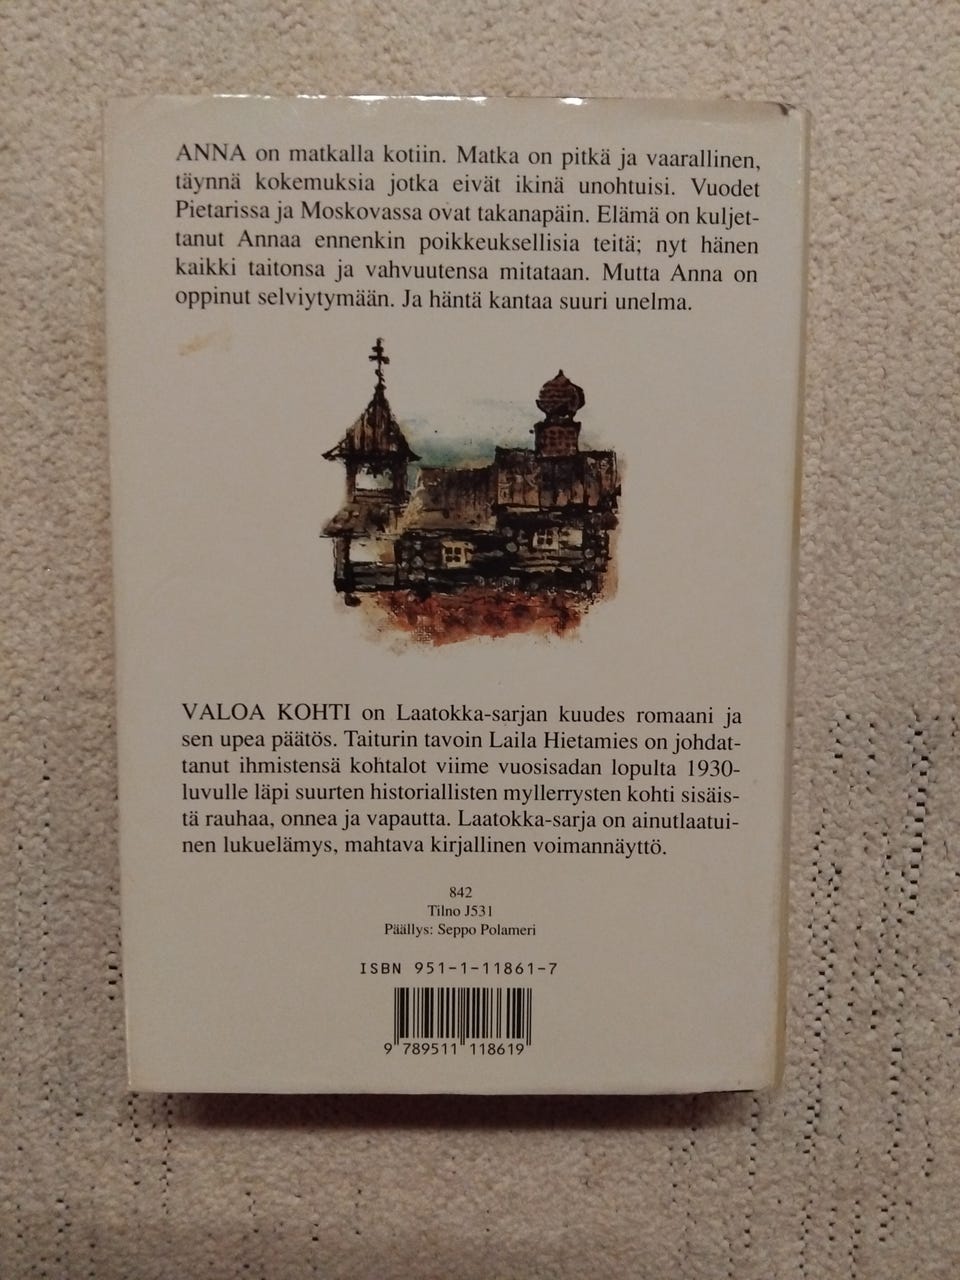 ANNA on matkalla kotiin. Matka on pitkä ja vaarallinen,
täynnä kokemuksia jotka eivät ikinä unohtuisi. Vuodet
Pietarissa ja Moskovassa ovat takanapäin. Elämä on kuljet-
tanut Annaa ennenkin poikkeuksellisia teitä; nyt hänen
kaikki taitonsa ja vahvuutensa mitataan. Mutta Anna on
oppinut selviytymään. Ja häntä kantaa suuri unelma.
VALOA KOHTI on Laatokka-sarjan kuudes romaani ja
sen upea päätös. Taiturin tavoin Laila Hietamies on johdat-
tanut ihmistensä kohtalot viime vuosisadan lopulta 1930-
luvulle läpi suurten historiallisten myllerrysten kohti sisäis-
tä rauhaa, onnea ja vapautta. Laatokka-sarja on ainutlaatui-
nen lukuelämys, mahtava kirjallinen voimannäyttö.
842
Tilno J531
Päällys: Seppo Polameri
ISBN 951-1-11861-7
9 789511 118619